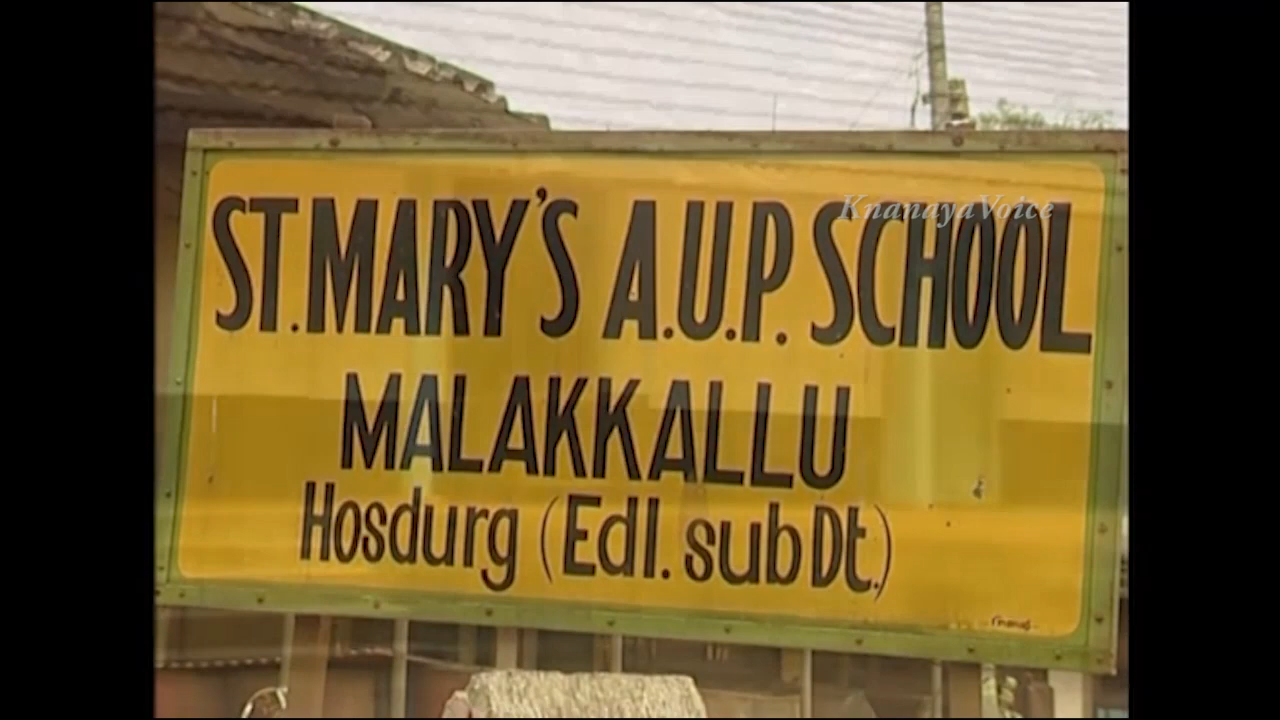 KnanayaVoice
ST. MARY'S A.U.P. SCHOOL
MALAKKALLU
Hosdurg (Edl. sub Dt.)